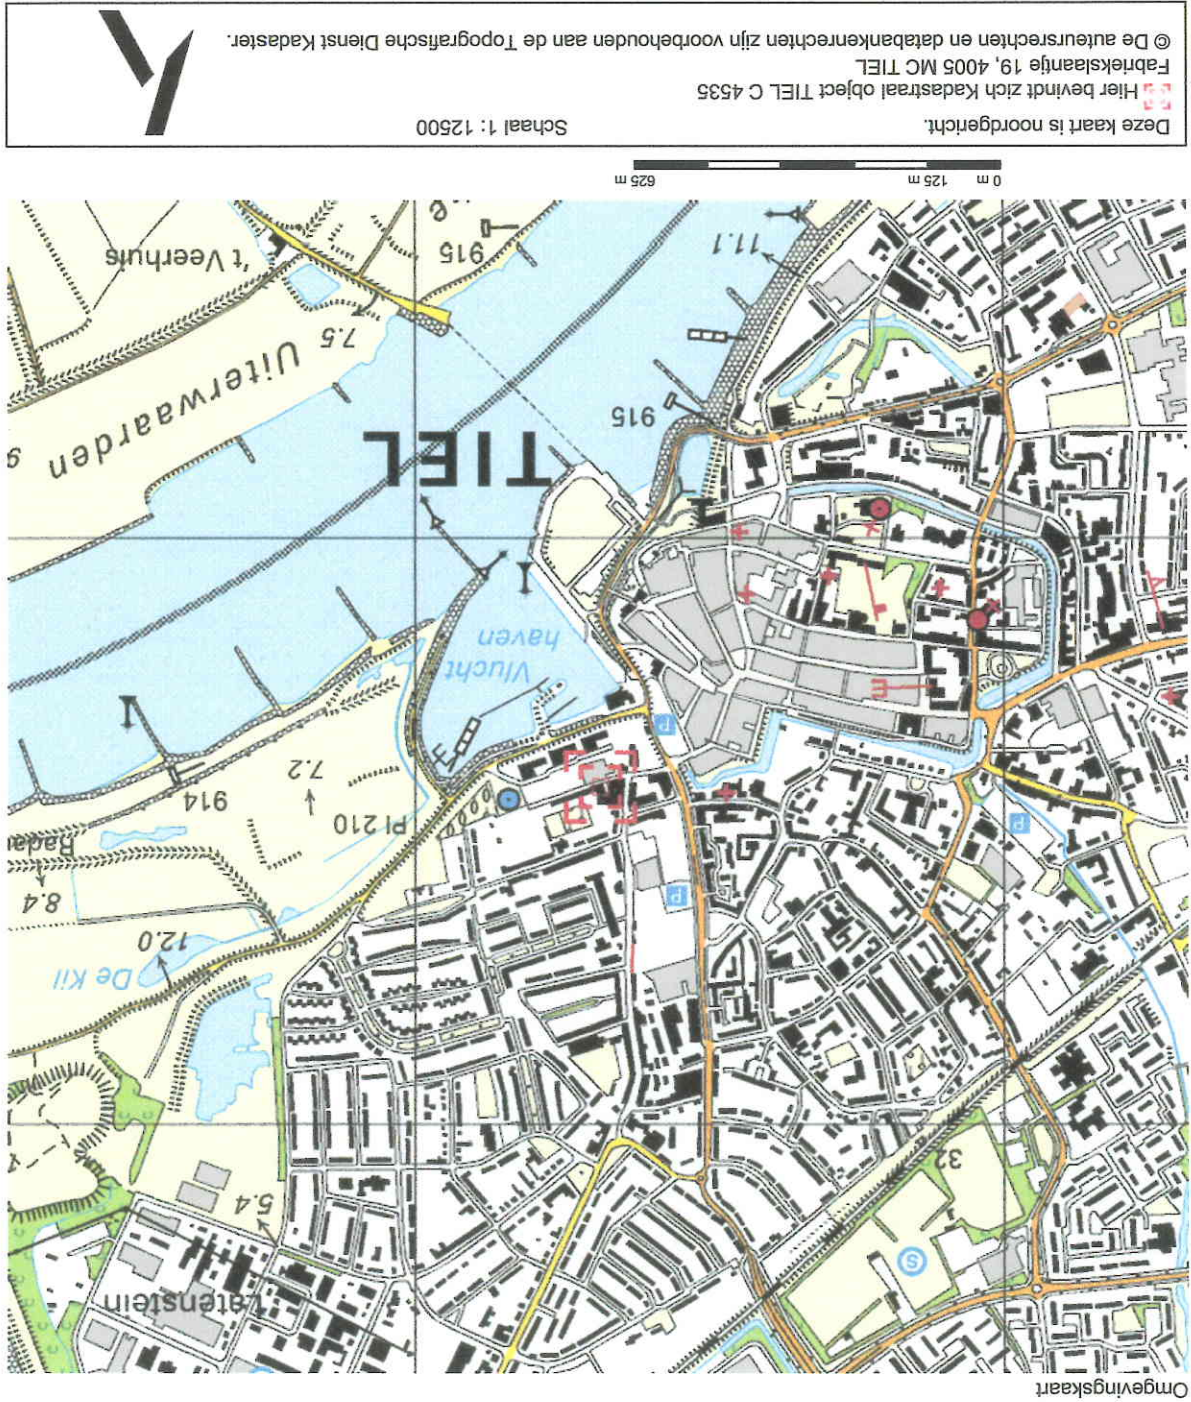 Omgevingskaart
Latenstein
S
5.4
32
De Kil
12.0
8.4
P
Pl 210
P
914
7.2
P
Vlucht
haven
L
TIEL
Uiterwaarden
9
915
7.5
't Veerhuis
915
11.1
0 m 125 m 625 m
Deze kaart is noordgericht. Schaal 1: 12500
Hier bevindt zich Kadastraal object TIEL C 4535
Fabriekslaantje 19, 4005 MC TIEL
© De auteursrechten en databankenrechten zijn voorbehouden aan de Topografische Dienst Kadaster.